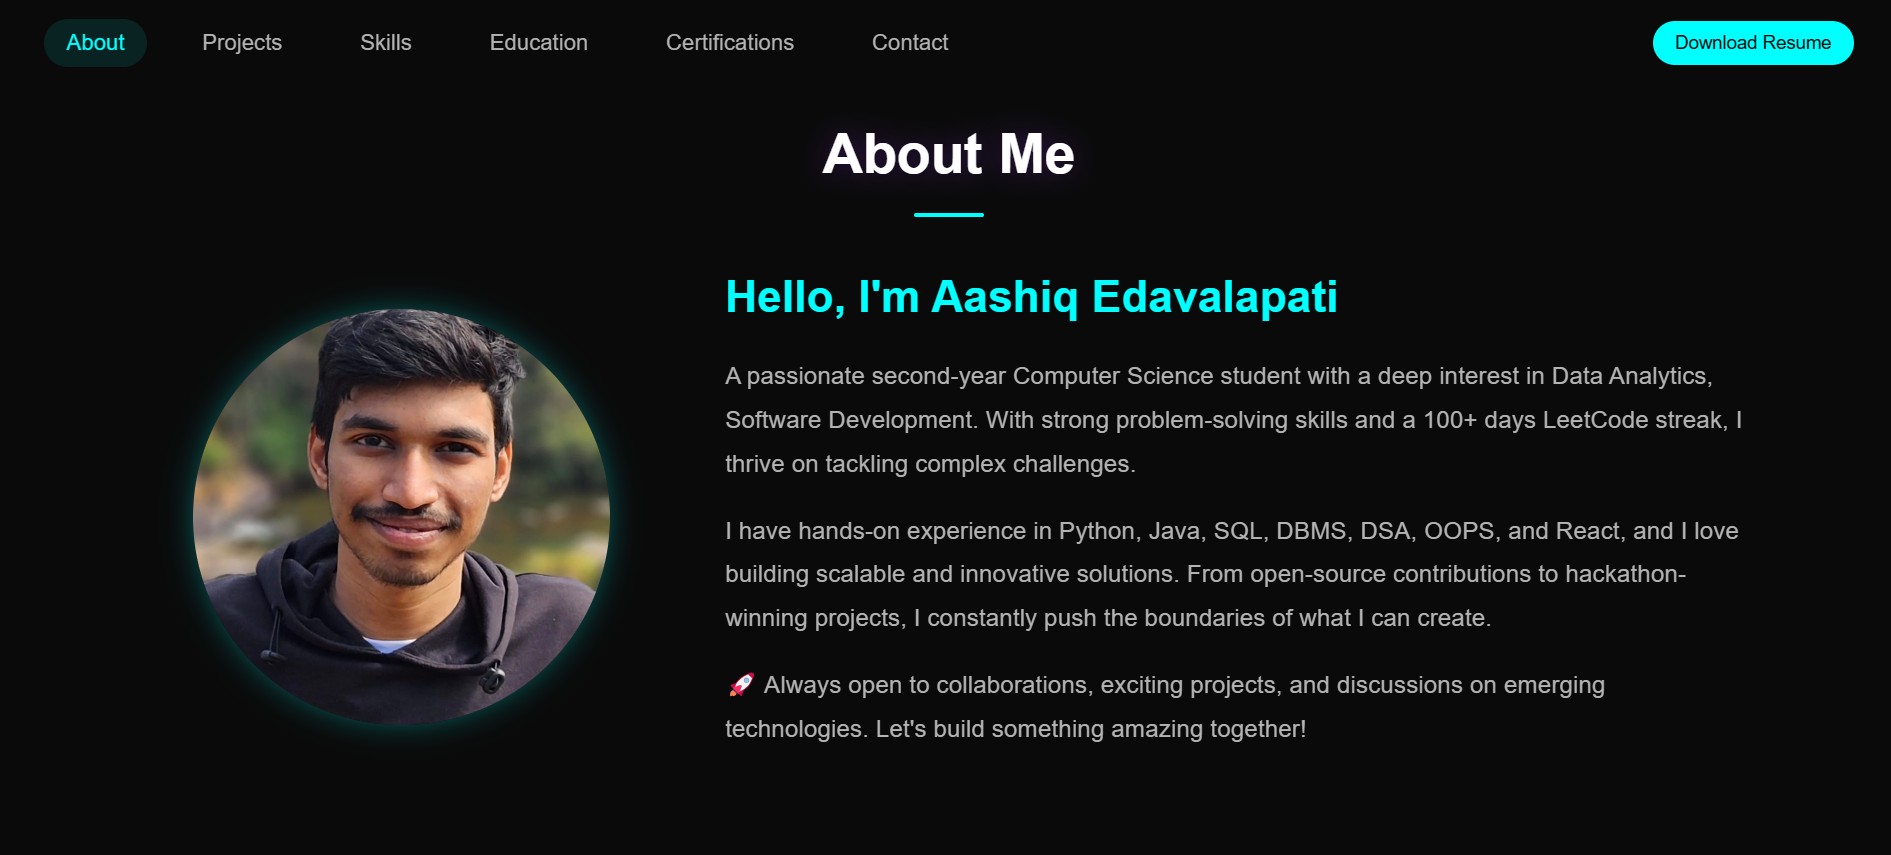 About Projects Skills Education Certifications Contact Download Resume
About Me
Hello, I'm Aashiq Edavalapati
A passionate second-year Computer Science student with a deep interest in Data Analytics,
Software Development. With strong problem-solving skills and a 100+ days LeetCode streak, I
thrive on tackling complex challenges.
I have hands-on experience in Python, Java, SQL, DBMS, DSA, OOPS, and React, and I love
building scalable and innovative solutions. From open-source contributions to hackathon-
winning projects, I constantly push the boundaries of what I can create.
🚀 Always open to collaborations, exciting projects, and discussions on emerging
technologies. Let's build something amazing together!